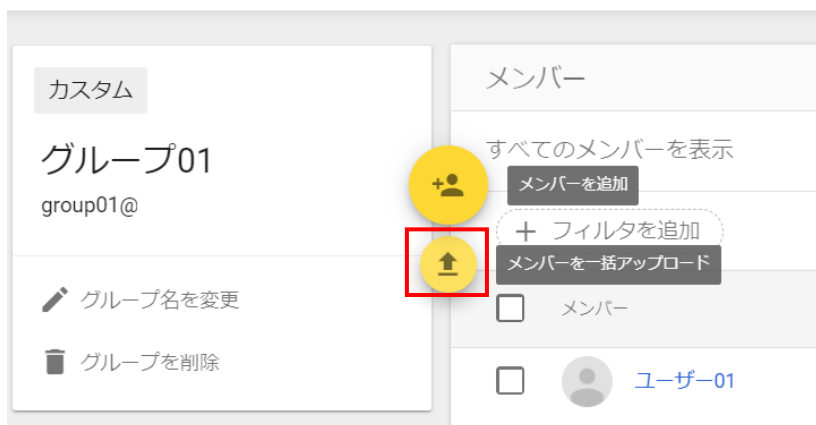 カスタム
グループ01
group01@
グループ名を変更
グループを削除
メンバー
すべてのメンバーを表示
メンバーを追加
フィルタを追加
メンバーを一括アップロード
メンバー
ユーザー01